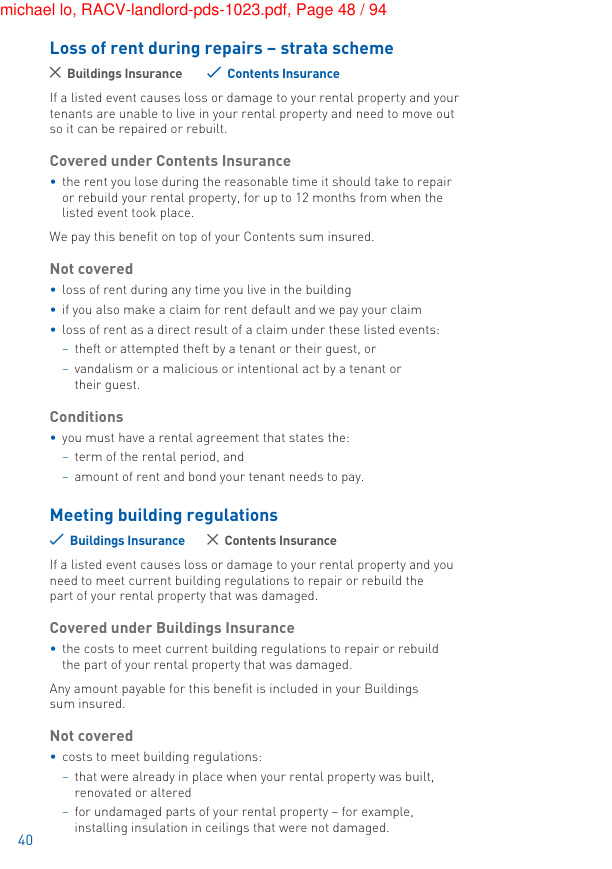 michael lo, RACV-landlord-pds-1023.pdf, Page 48 / 94
Loss of rent during repairs – strata scheme
Buildings Insurance Contents Insurance
If a listed event causes loss or damage to your rental property and your
tenants are unable to live in your rental property and need to move out
so it can be repaired or rebuilt.
Covered under Contents Insurance
• the rent you lose during the reasonable time it should take to repair
or rebuild your rental property, for up to 12 months from when the
listed event took place.
We pay this benefit on top of your Contents sum insured.
Not covered
• loss of rent during any time you live in the building
• if you also make a claim for rent default and we pay your claim
• loss of rent as a direct result of a claim under these listed events:
– theft or attempted theft by a tenant or their guest, or
– vandalism or a malicious or intentional act by a tenant or
their guest.
Conditions
• you must have a rental agreement that states the:
– term of the rental period, and
– amount of rent and bond your tenant needs to pay.
Meeting building regulations
Buildings Insurance Contents Insurance
If a listed event causes loss or damage to your rental property and you
need to meet current building regulations to repair or rebuild the
part of your rental property that was damaged.
Covered under Buildings Insurance
• the costs to meet current building regulations to repair or rebuild
the part of your rental property that was damaged.
Any amount payable for this benefit is included in your Buildings
sum insured.
Not covered
• costs to meet building regulations:
– that were already in place when your rental property was built,
renovated or altered
– for undamaged parts of your rental property – for example,
installing insulation in ceilings that were not damaged.
40